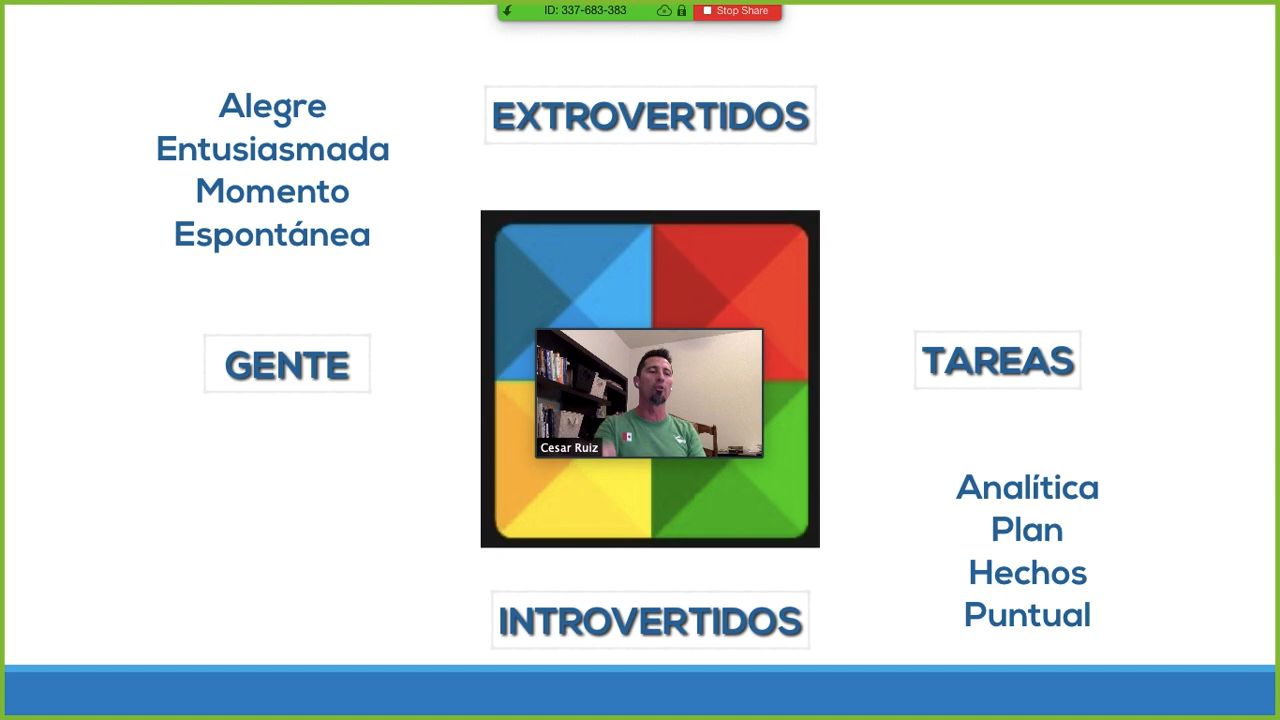 ID: 337-683-383
Stop Share
EXTROVERTIDOS
Alegre
Entusiasmada
Momento
Espontánea
GENTE
TAREAS
Cesar Ruiz
Analítica
Plan
Hechos
Puntual
INTROVERTIDOS